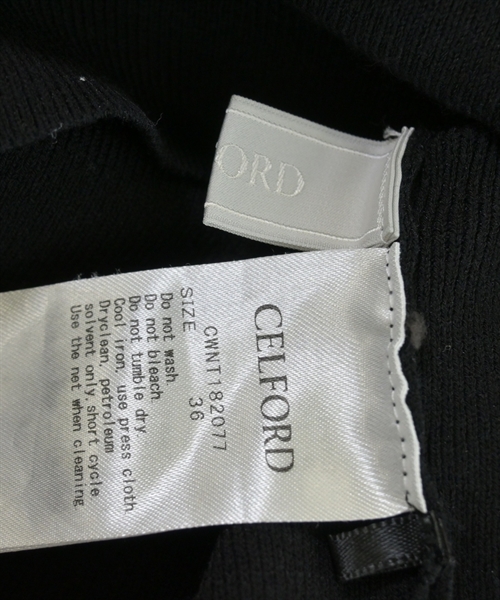 ORD
CELFORD
CWNT182077
SIZE 36
Do not wash
Do not bleach
Do not tumble dry
Cool iron, use press cloth
Dryclean, petroleum
solvent only, short cycle
Use the net when cleaning